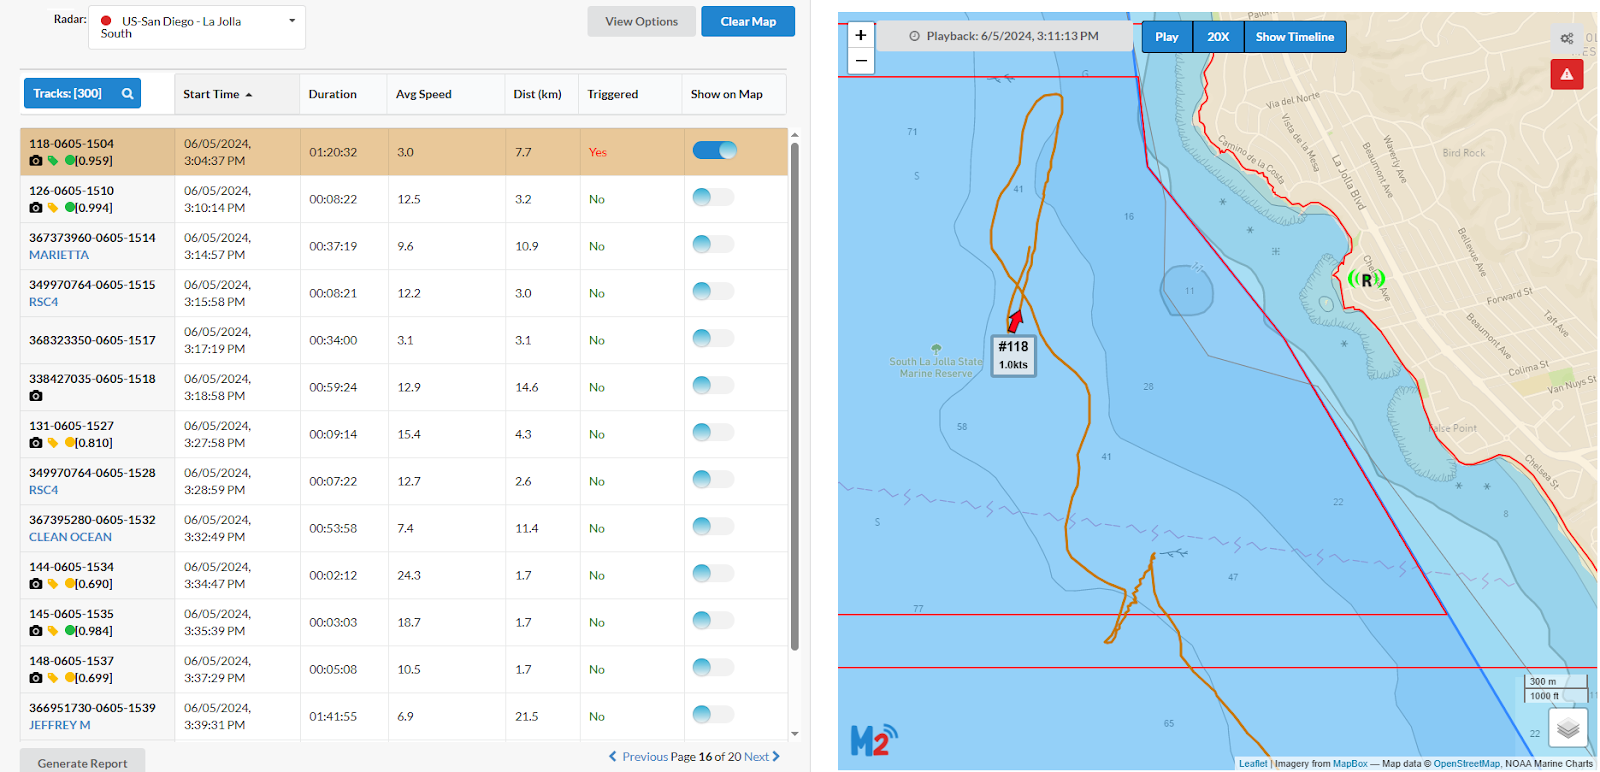 Radar: US-San Diego - La Jolla
South
View Options
Clear Map
Tracks: [300]
Start Time
Duration
Avg Speed
Dist (km)
Triggered
Show on Map
118-0605-1504
[0.959]
06/05/2024,
3:04:37 PM
01:20:32
3.0
7.7
Yes
126-0605-1510
[0.994]
06/05/2024,
3:10:14 PM
00:08:22
12.5
3.2
No
367373960-0605-1514
MARIETTA
06/05/2024,
3:14:57 PM
00:37:19
9.6
10.9
No
349970764-0605-1515
RSC4
06/05/2024,
3:15:58 PM
00:08:21
12.2
3.0
No
368323350-0605-1517
06/05/2024,
3:17:19 PM
00:34:00
3.1
3.1
No
338427035-0605-1518
06/05/2024,
3:18:58 PM
00:59:24
12.9
14.6
No
131-0605-1527
[0.810]
06/05/2024,
3:27:58 PM
00:09:14
15.4
4.3
No
349970764-0605-1528
RSC4
06/05/2024,
3:28:59 PM
00:07:22
12.7
2.6
No
367395280-0605-1532
CLEAN OCEAN
06/05/2024,
3:32:49 PM
00:53:58
7.4
11.4
No
144-0605-1534
[0.690]
06/05/2024,
3:34:47 PM
00:02:12
24.3
1.7
No
145-0605-1535
[0.984]
06/05/2024,
3:35:39 PM
00:03:03
18.7
1.7
No
148-0605-1537
[0.699]
06/05/2024,
3:37:29 PM
00:05:08
10.5
1.7
No
366951730-0605-1539
JEFFREY M
06/05/2024,
3:39:31 PM
01:41:55
6.9
21.5
No
Generate Report
Previous Page 16 of 20 Next
+
−
Playback: 6/5/2024, 3:11:13 PM
Play
20X
Show Timeline
G
71
S
41
16
11
Via del Norte
Vista de la Mesa
Camino de la Costa
La Jolla Blvd
Waverly Ave
Beaumont Ave
Bird Rock
Bellevue Ave
Chelsea Ave
R
Forward St
Taft Ave
Beaumont Ave
Colima St
Van Nuys St
#118
1.0kts
South La Jolla State
Marine Reserve
28
58
41
False Point
Chelsea St
S
22
8
47
77
65
300 m
1000 ft
22
M2
Leaflet | Imagery from MapBox — Map data © OpenStreetMap, NOAA Marine Charts